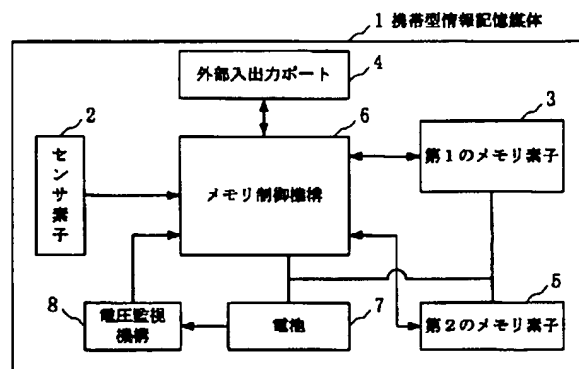 1 携帯型情報記憶媒体
外部入出力ポート
4
2
6
3
センサ素子
メモリ制御機構
第1のメモリ素子
8
電圧監視
機構
電池
7
5
第2のメモリ素子